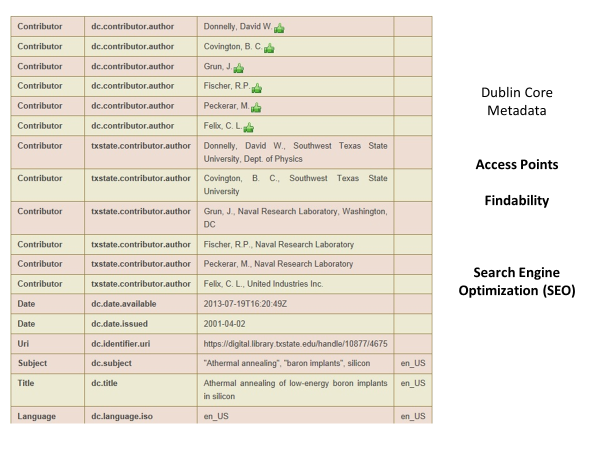 Contributor dc.contributor.author Donnelly, David W.
Contributor dc.contributor.author Covington, B. C.
Contributor dc.contributor.author Grun, J.
Contributor dc.contributor.author Fischer, R.P.
Contributor dc.contributor.author Peckerar, M.
Contributor dc.contributor.author Felix, C. L.
Contributor txstate.contributor.author Donnelly, David W., Southwest Texas State
University, Dept. of Physics
Contributor txstate.contributor.author Covington, B. C., Southwest Texas State
University
Contributor txstate.contributor.author Grun, J., Naval Research Laboratory, Washington,
DC
Contributor txstate.contributor.author Fischer, R.P., Naval Research Laboratory
Contributor txstate.contributor.author Peckerar, M., Naval Research Laboratory
Contributor txstate.contributor.author Felix, C. L., United Industries Inc.
Date dc.date.available 2013-07-19T16:20:49Z
Date dc.date.issued 2001-04-02
Uri dc.identifier.uri https://digital.library.txstate.edu/handle/10877/4675
Subject dc.subject "Athermal annealing", "baron implants", silicon en_US
Title dc.title Athermal annealing of low-energy boron implants en_US
in silicon
Language dc.language.iso en_US en_US
Dublin Core
Metadata
Access Points
Findability
Search Engine
Optimization (SEO)